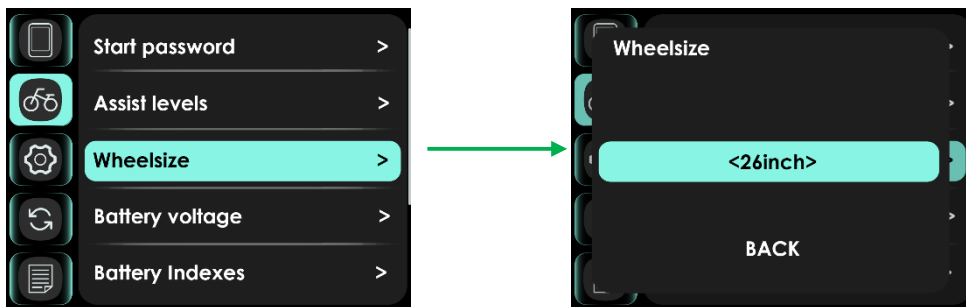 Start password >
Assist levels >
Wheelsize >
Battery voltage >
Battery Indexes >
Wheelsize
<26inch>
BACK